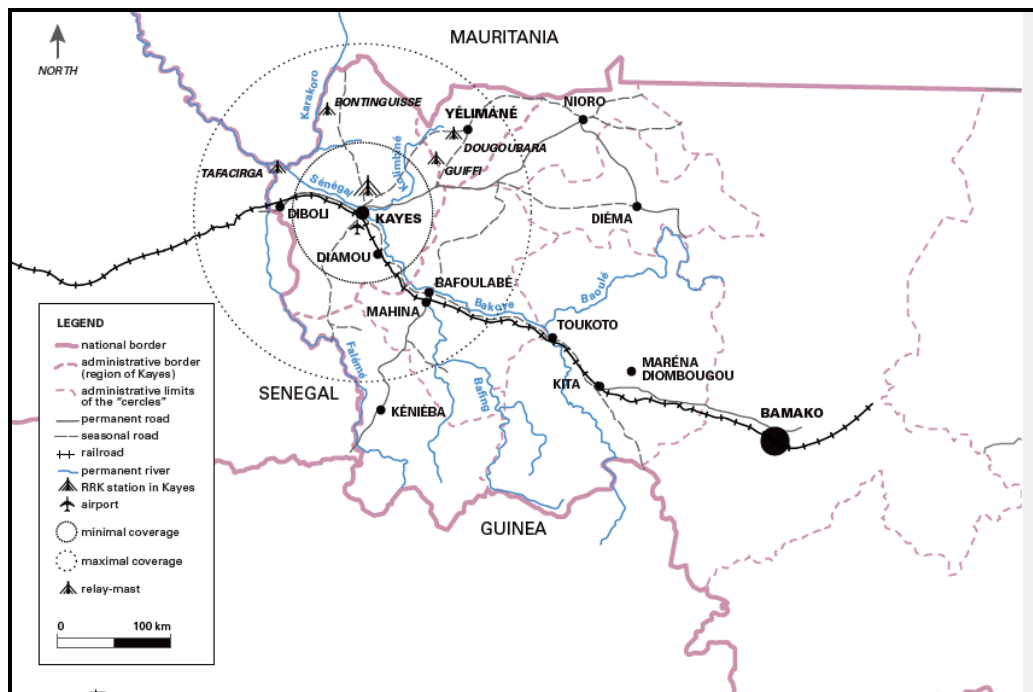 MAURITANIA
NORTH
Karakoro
BONTINGUISSE
NIORO
YÉLIMANÉ
DOUGOUBARA
TAFACIRGA
Kolimbiné
GUIFFI
Sénégal
DIBOLI
KAYES
DIÉMA
DIAMOU
BAFOULABÉ
Baoulé
MAHINA
Bakoye
TOUKOTO
MARÉNA
DIOMBOUGOU
Falémé
KITA
SENEGAL
Bafing
KÉNIÉBA
BAMAKO
GUINEA
LEGEND
national border
administrative border
(region of Kayes)
administrative limits
of the “cercles”
permanent road
seasonal road
railroad
permanent river
RRK station in Kayes
airport
minimal coverage
maximal coverage
relay-mast
0 100 km